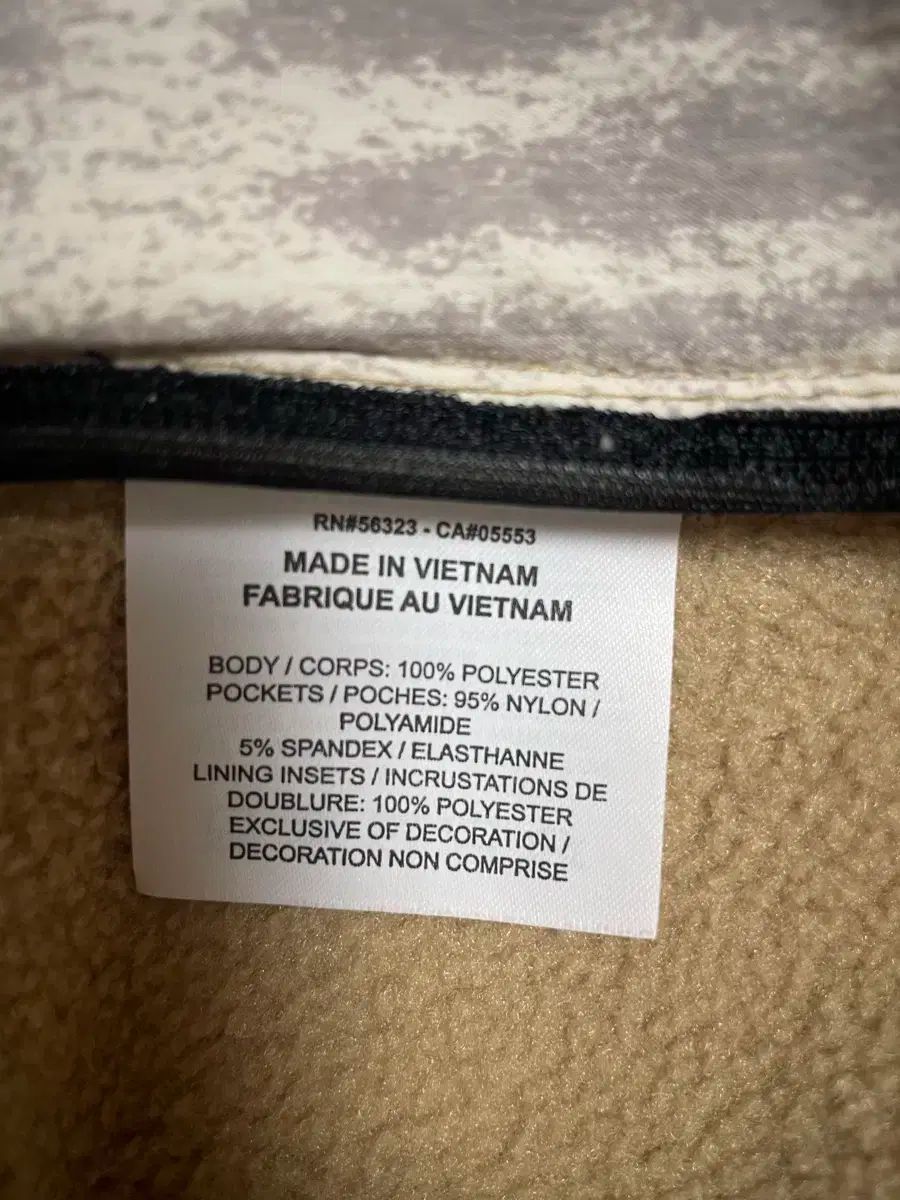 RN#56323 - CA#05553
MADE IN VIETNAM
FABRIQUE AU VIETNAM
BODY / CORPS: 100% POLYESTER
POCKETS / POCHES: 95% NYLON /
POLYAMIDE
5% SPANDEX / ELASTHANNE
LINING INSETS / INCRUSTATIONS DE
DOUBLURE: 100% POLYESTER
EXCLUSIVE OF DECORATION /
DECORATION NON COMPRISE